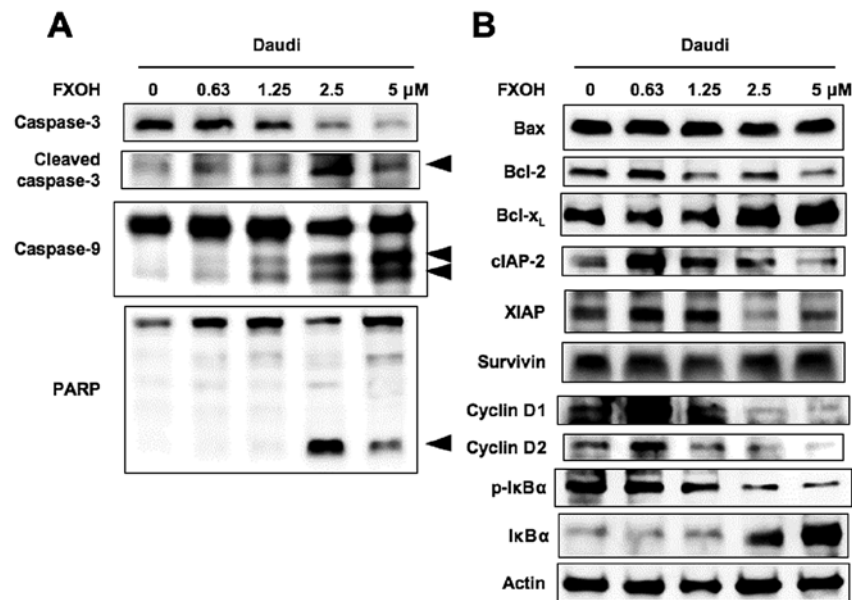 A
Daudi
FXOH 0 0.63 1.25 2.5 5 μM
Caspase-3
Cleaved
caspase-3
Caspase-9
PARP
B
Daudi
FXOH 0 0.63 1.25 2.5 5 μM
Bax
Bcl-2
Bcl-xL
cIAP-2
XIAP
Survivin
Cyclin D1
Cyclin D2
p-IκBα
IκBα
Actin